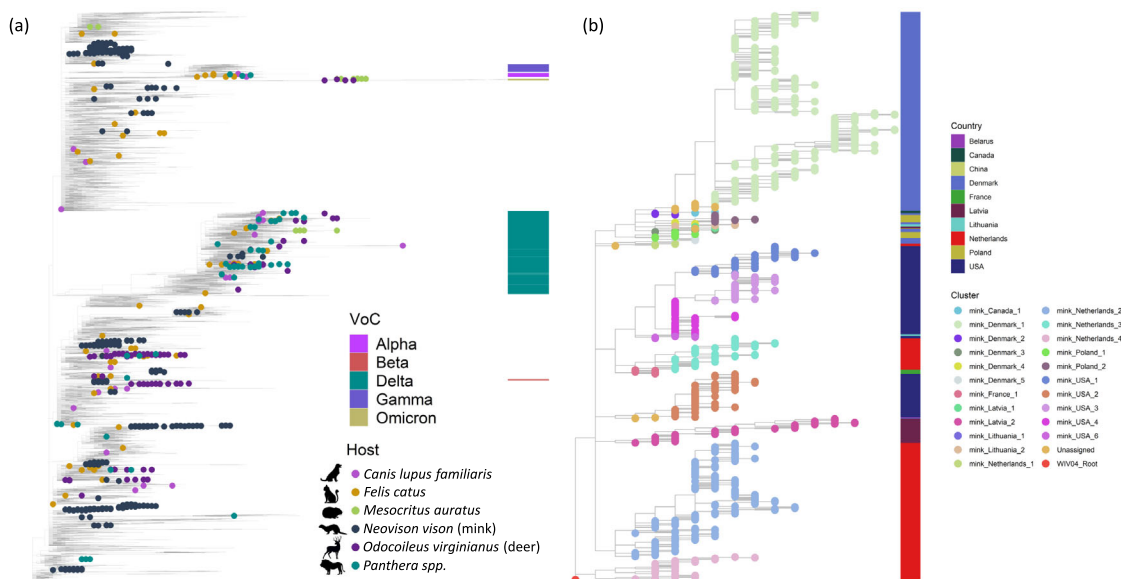 (a)
VoC
Alpha
Beta
Delta
Gamma
Omicron
Host
Canis lupus familiaris
Felis catus
Mesocritus auratus
Neovison vison (mink)
Odocoileus virginianus (deer)
Panthera spp.
(b)
Country
Belarus
Canada
China
Denmark
France
Latvia
Lithuania
Netherlands
Poland
USA
Cluster
mink_Canada_1
mink_Denmark_1
mink_Denmark_2
mink_Denmark_3
mink_Denmark_4
mink_Denmark_5
mink_France_1
mink_Latvia_1
mink_Latvia_2
mink_Lithuania_1
mink_Lithuania_2
mink_Netherlands_1
mink_Netherlands_2
mink_Netherlands_3
mink_Netherlands_4
mink_Poland_1
mink_Poland_2
mink_USA_1
mink_USA_2
mink_USA_3
mink_USA_4
mink_USA_6
Unassigned
WIV04_Root